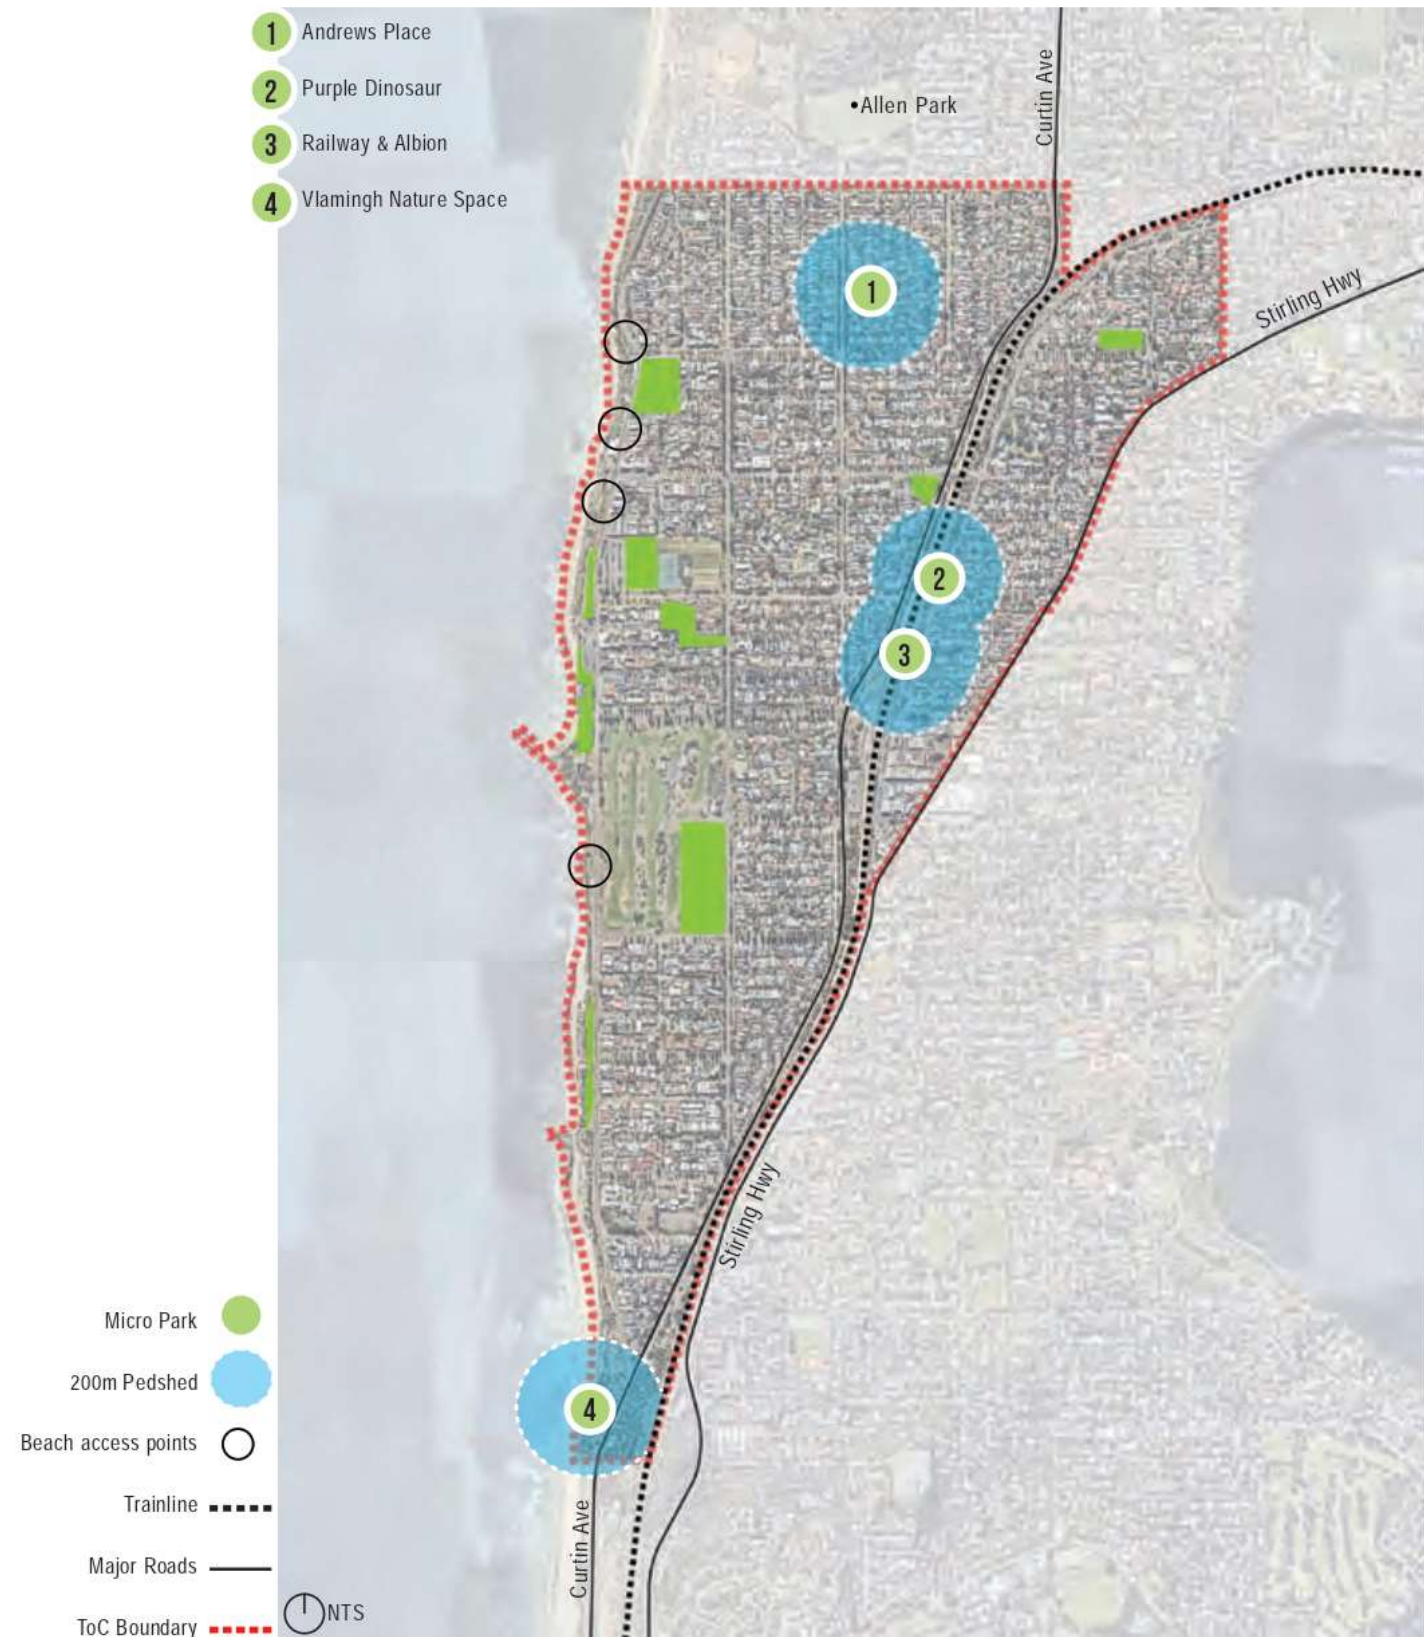 1 Andrews Place
2 Purple Dinosaur
3 Railway & Albion
4 Vlamingh Nature Space
•Allen Park
Curtin Ave
Stirling Hwy
1
2
3
Stirling Hwy
4
Curtin Ave
Micro Park
200m Pedshed
Beach access points
Trainline
Major Roads
ToC Boundary
NTS